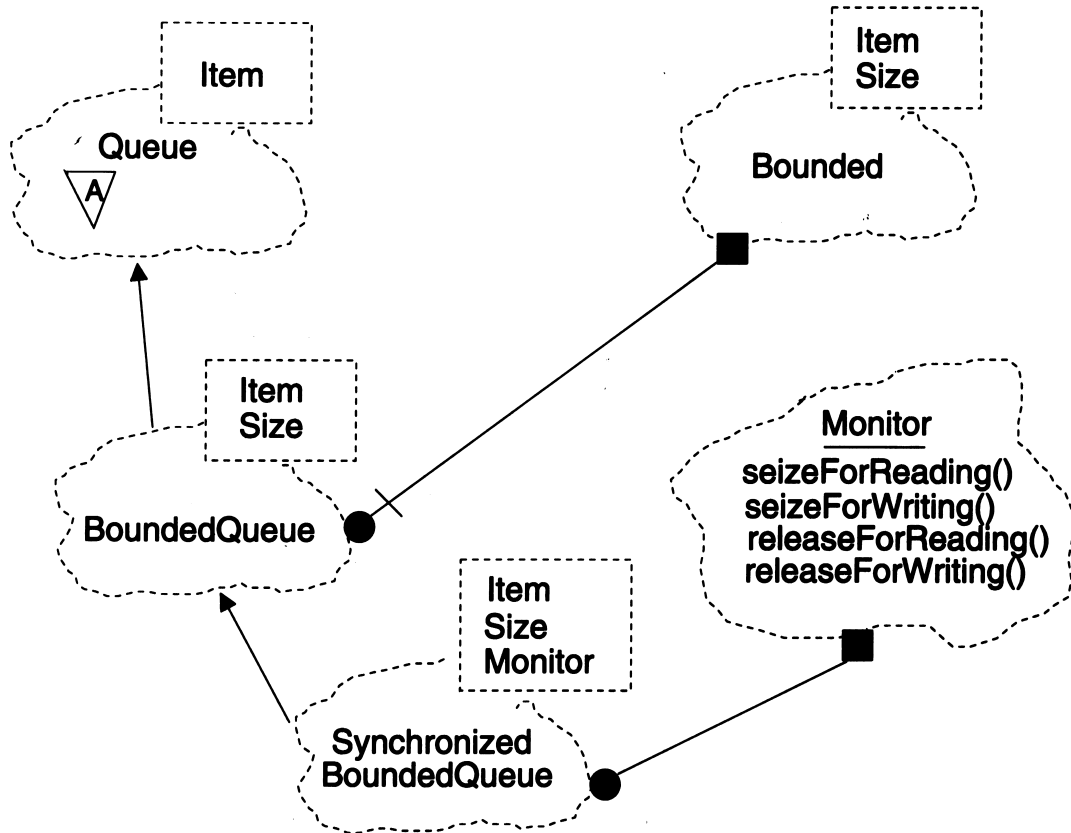 Item
Queue
A
Item
Size
Bounded
Item
Size
BoundedQueue
Monitor
seizeForReading()
seizeForWriting()
releaseForReading()
releaseForWriting()
Item
Size
Monitor
Synchronized
BoundedQueue